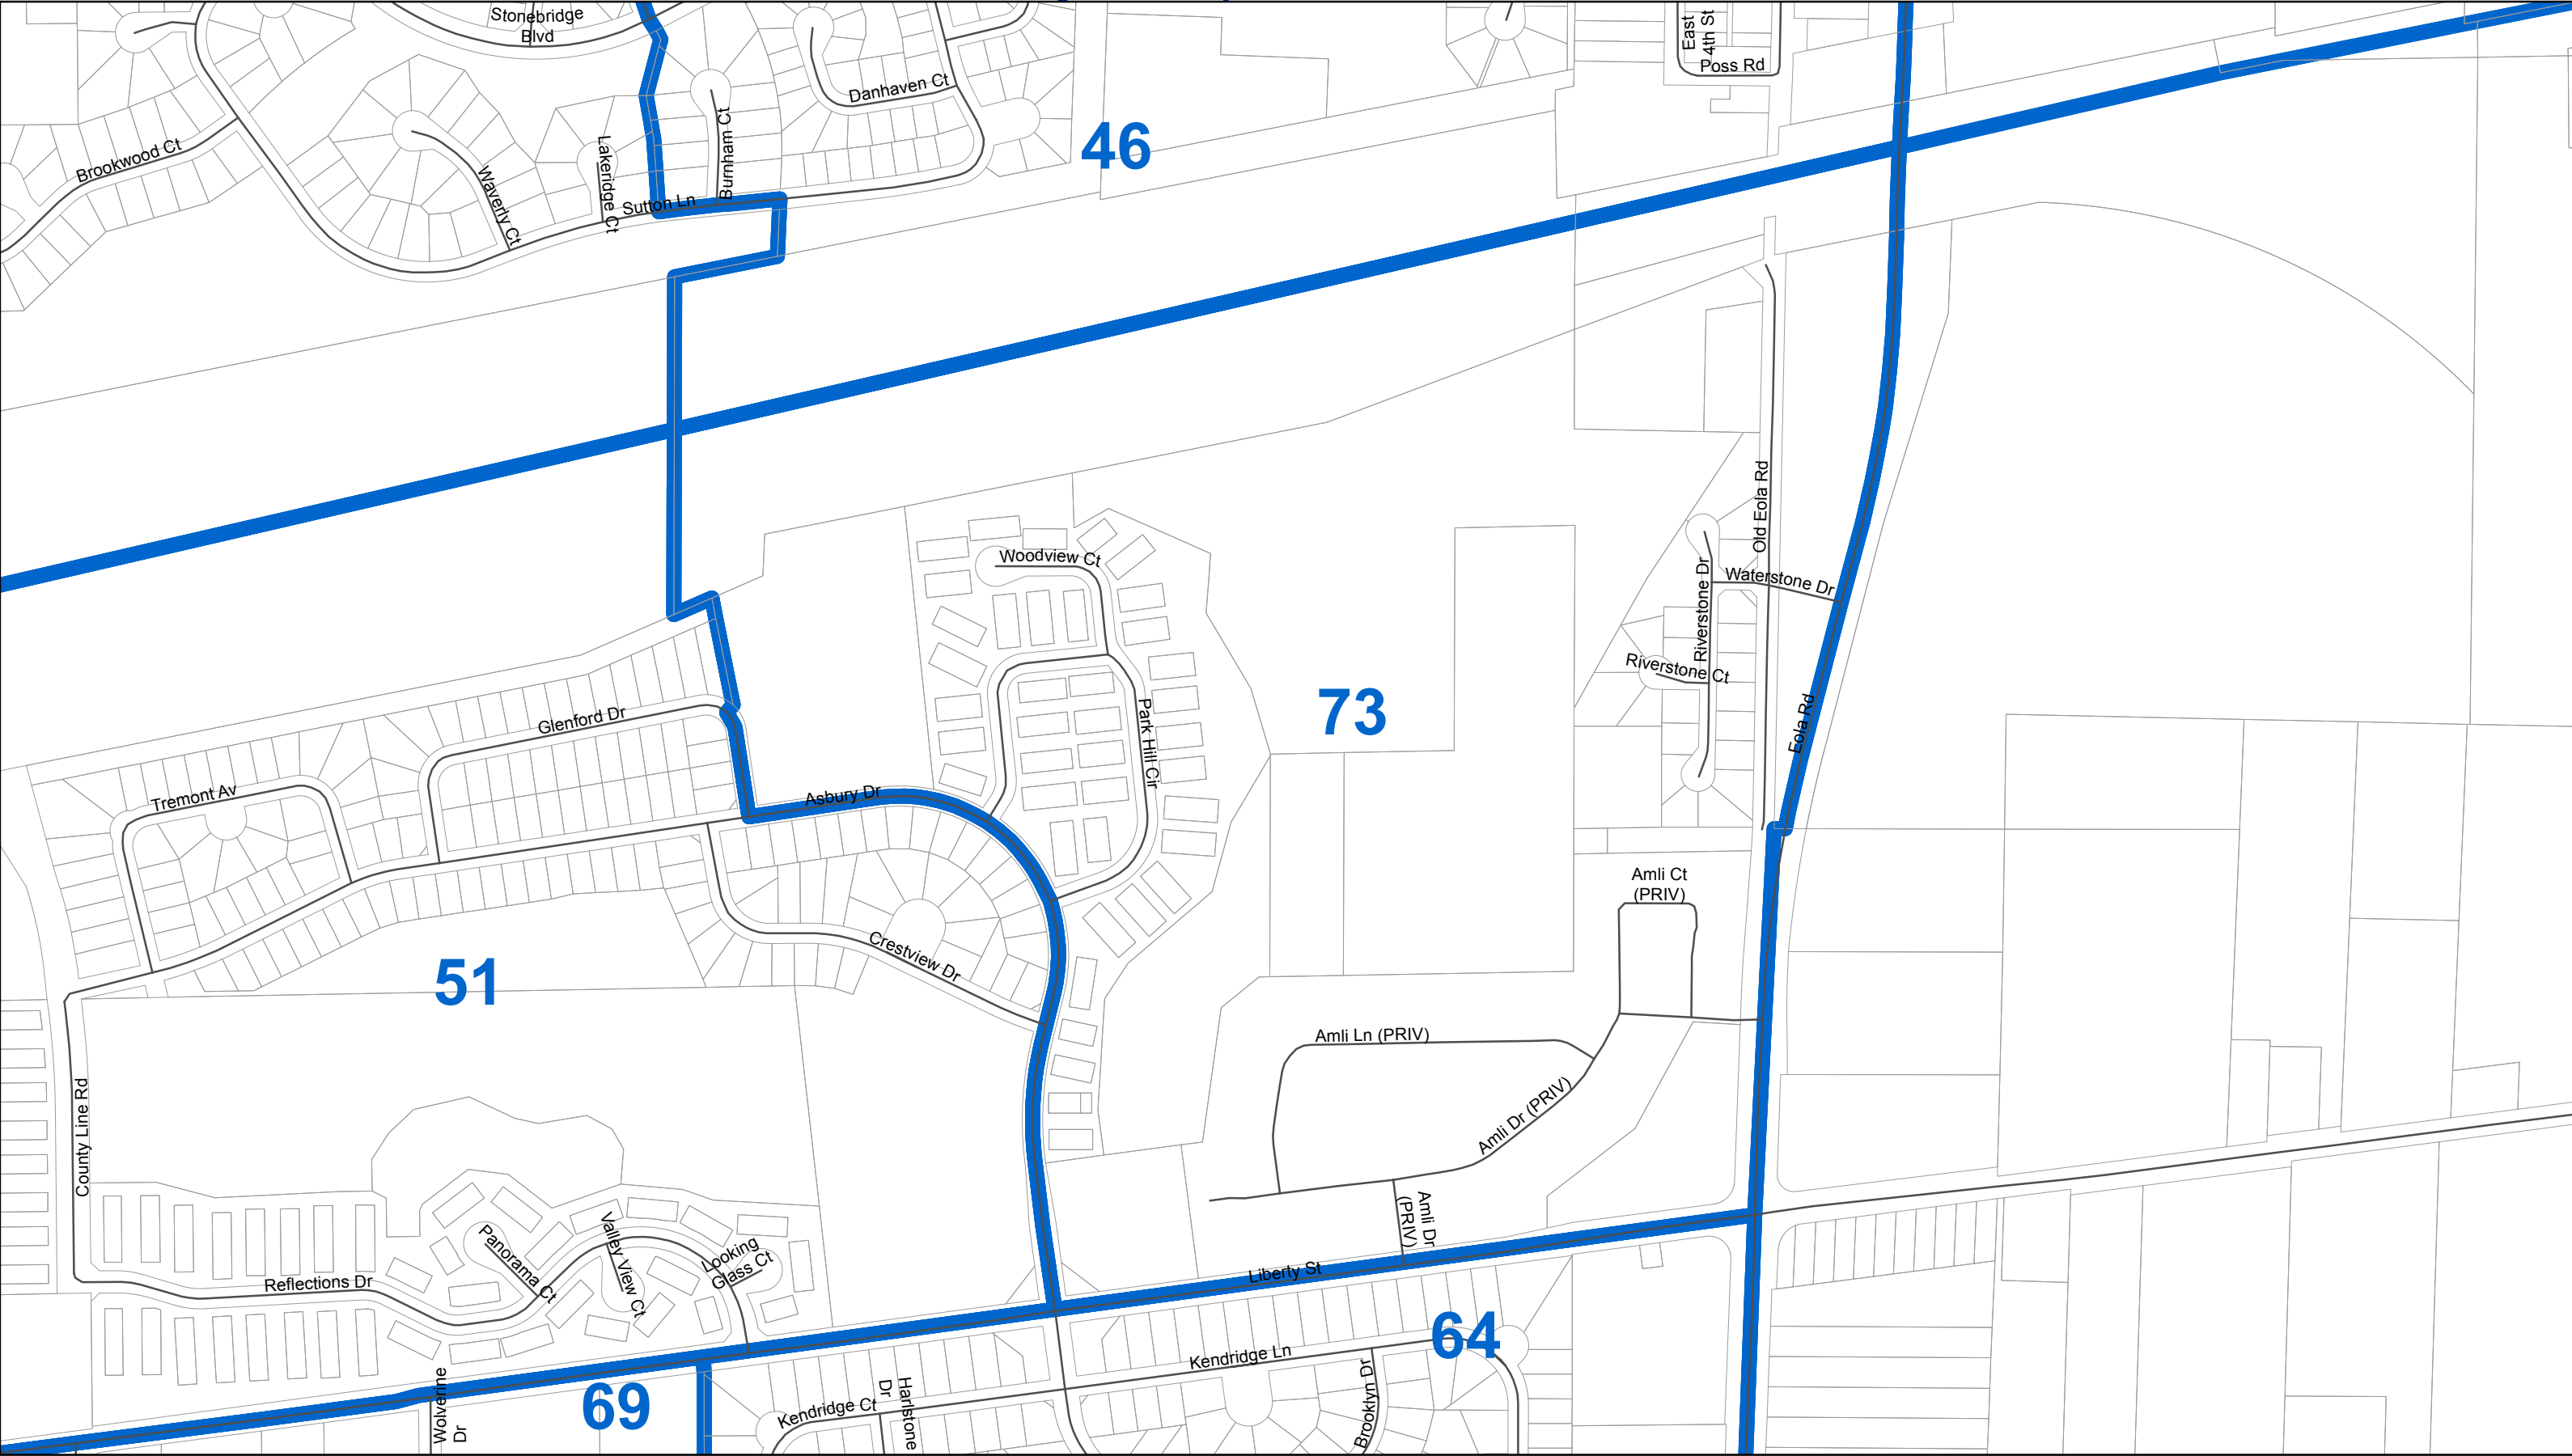 Stonebridge
Blvd
East
4th St
Poss Rd
Danhaven Ct
Brookwood Ct
Waverly Ct
Lakeridge Ct
Burnham Ct
Sutton Ln
46
Old Eola Rd
Woodview Ct
Waterstone Dr
Riverstone Dr
Riverstone Ct
Eola Rd
73
Park Hill Cir
Glenford Dr
Tremont Av
Asbury Dr
Crestview Dr
51
Amli Ct
(PRIV)
Amli Ln (PRIV)
Amli Dr (PRIV)
Amli Dr
(PRIV)
County Line Rd
Reflections Dr
Panorama Ct
Valley View Ct
Looking
Glass Ct
Liberty St
64
Kendridge Ln
Brooklyn Dr
Kendridge Ct
Harlstone
Dr
69
Wolverine
Dr